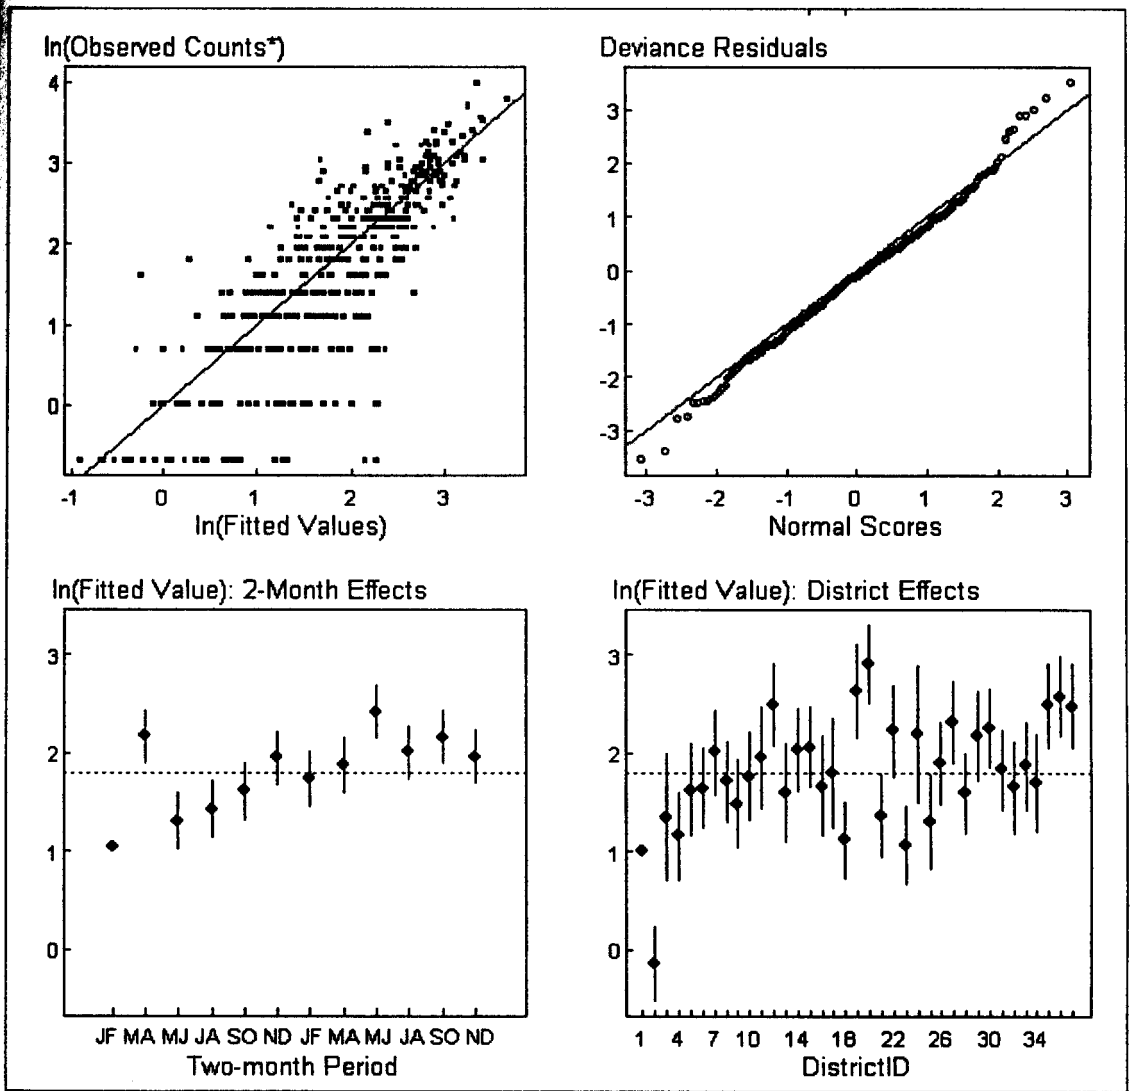 ln(Observed Counts*)
4
3
2
1
0
-1 0 1 2 3
ln(Fitted Values)
Deviance Residuals
3
2
1
0
-1
-2
-3
-3 -2 -1 0 1 2 3
Normal Scores
ln(Fitted Value): 2-Month Effects
3
2
1
0
JF MA MJ JA SO ND JF MA MJ JA SO ND
Two-month Period
ln(Fitted Value): District Effects
3
2
1
0
1 4 7 10 14 18 22 26 30 34
DistrictID